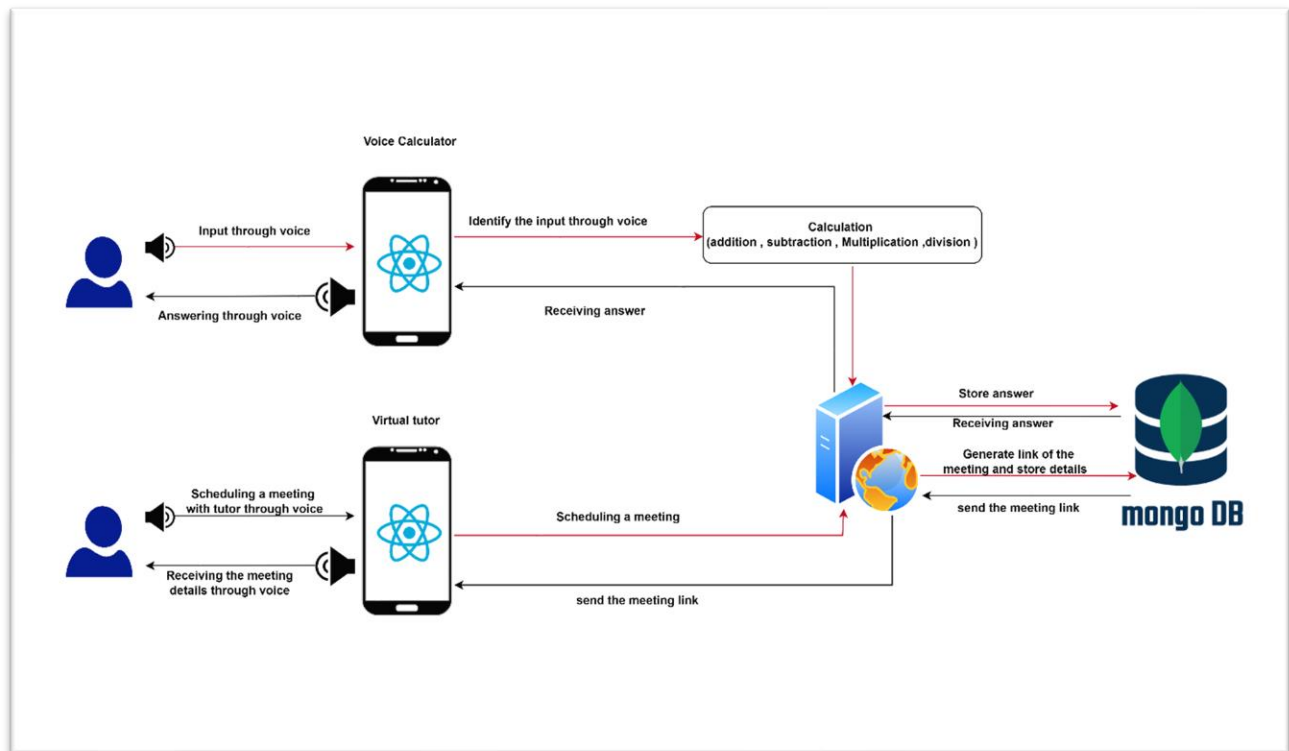 Voice Calculator
Input through voice
Identify the input through voice
Calculation
(addition , subtraction , Multiplication ,division )
Answering through voice
Receiving answer
Store answer
Receiving answer
Virtual tutor
Generate link of the
meeting and store details
Scheduling a meeting
with tutor through voice
Scheduling a meeting
send the meeting link
mongo DB
Receiving the meeting
details through voice
send the meeting link